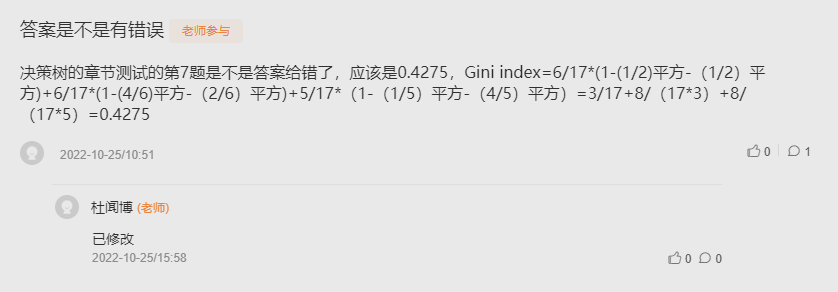 答案是不是有错误 老师参与
决策树的章节测试的第7题是不是答案给错了，应该是0.4275，Gini index=6/17*(1-(1/2)平方-（1/2）平
方)+6/17*(1-(4/6)平方-（2/6）平方)+5/17*（1-（1/5）平方-（4/5）平方）=3/17+8/（17*3）+8/
（17*5）=0.4275
2022-10-25/10:51 0 1
杜闻博 (老师)
已修改
2022-10-25/15:58 0 0